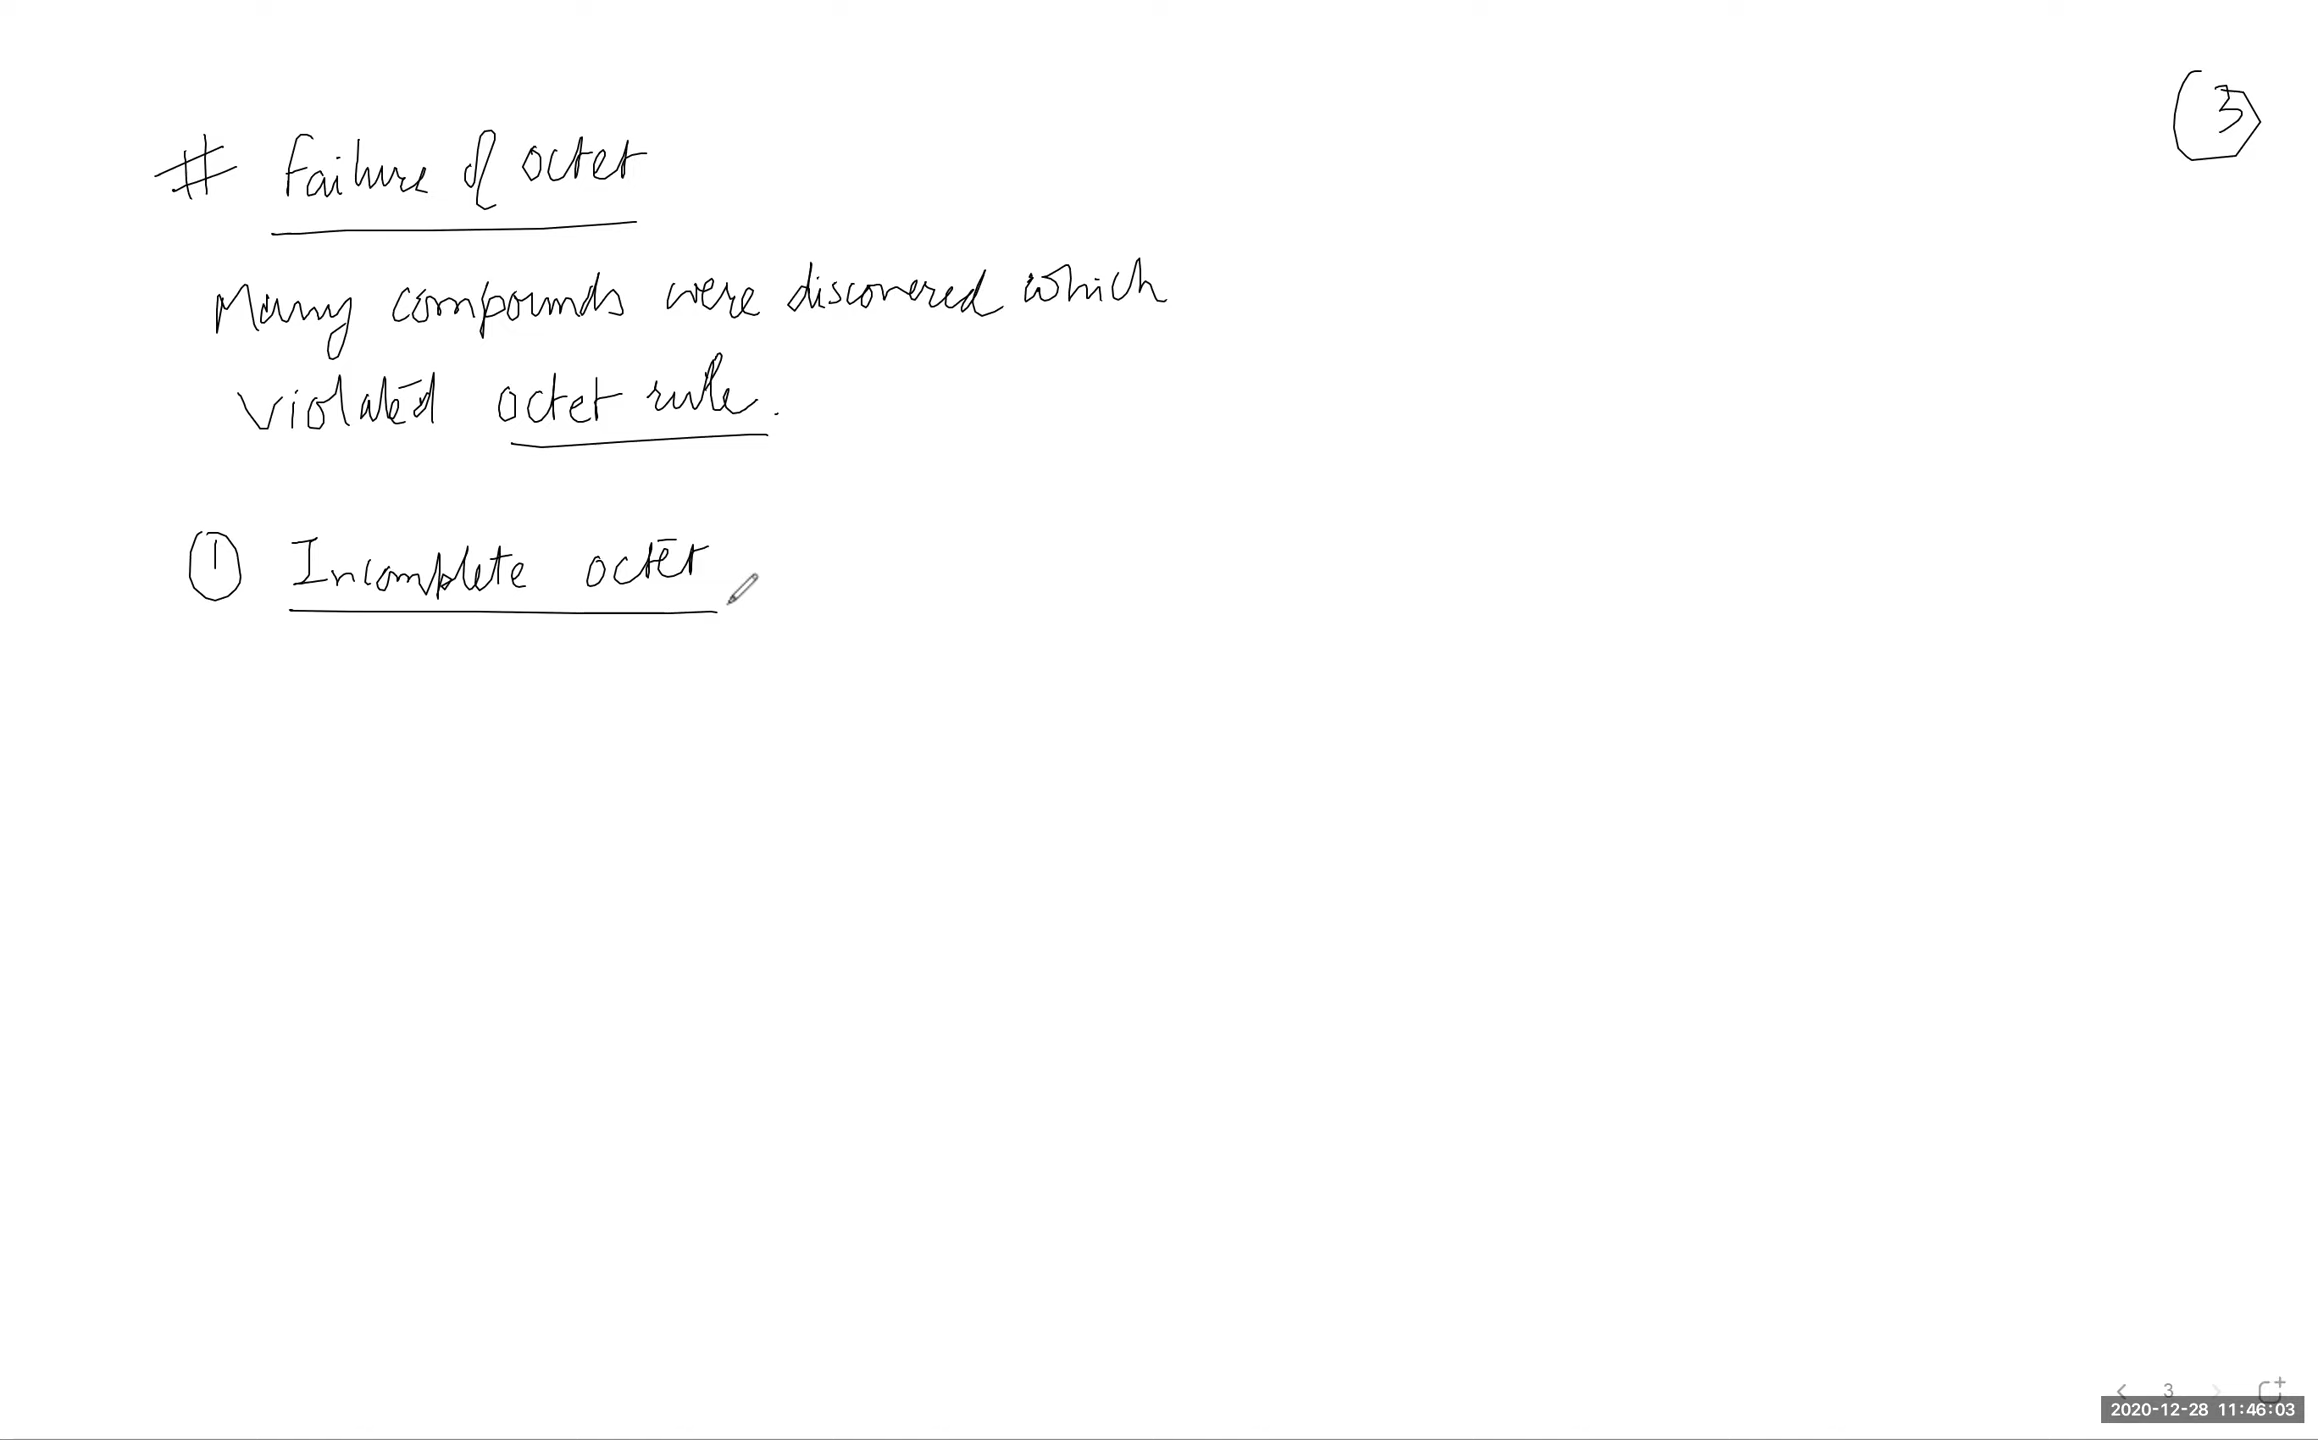 3
# Failure of octet
Many compounds were discovered which
violated octet rule.
① Incomplete octet
3
2020-12-28 11:46:03